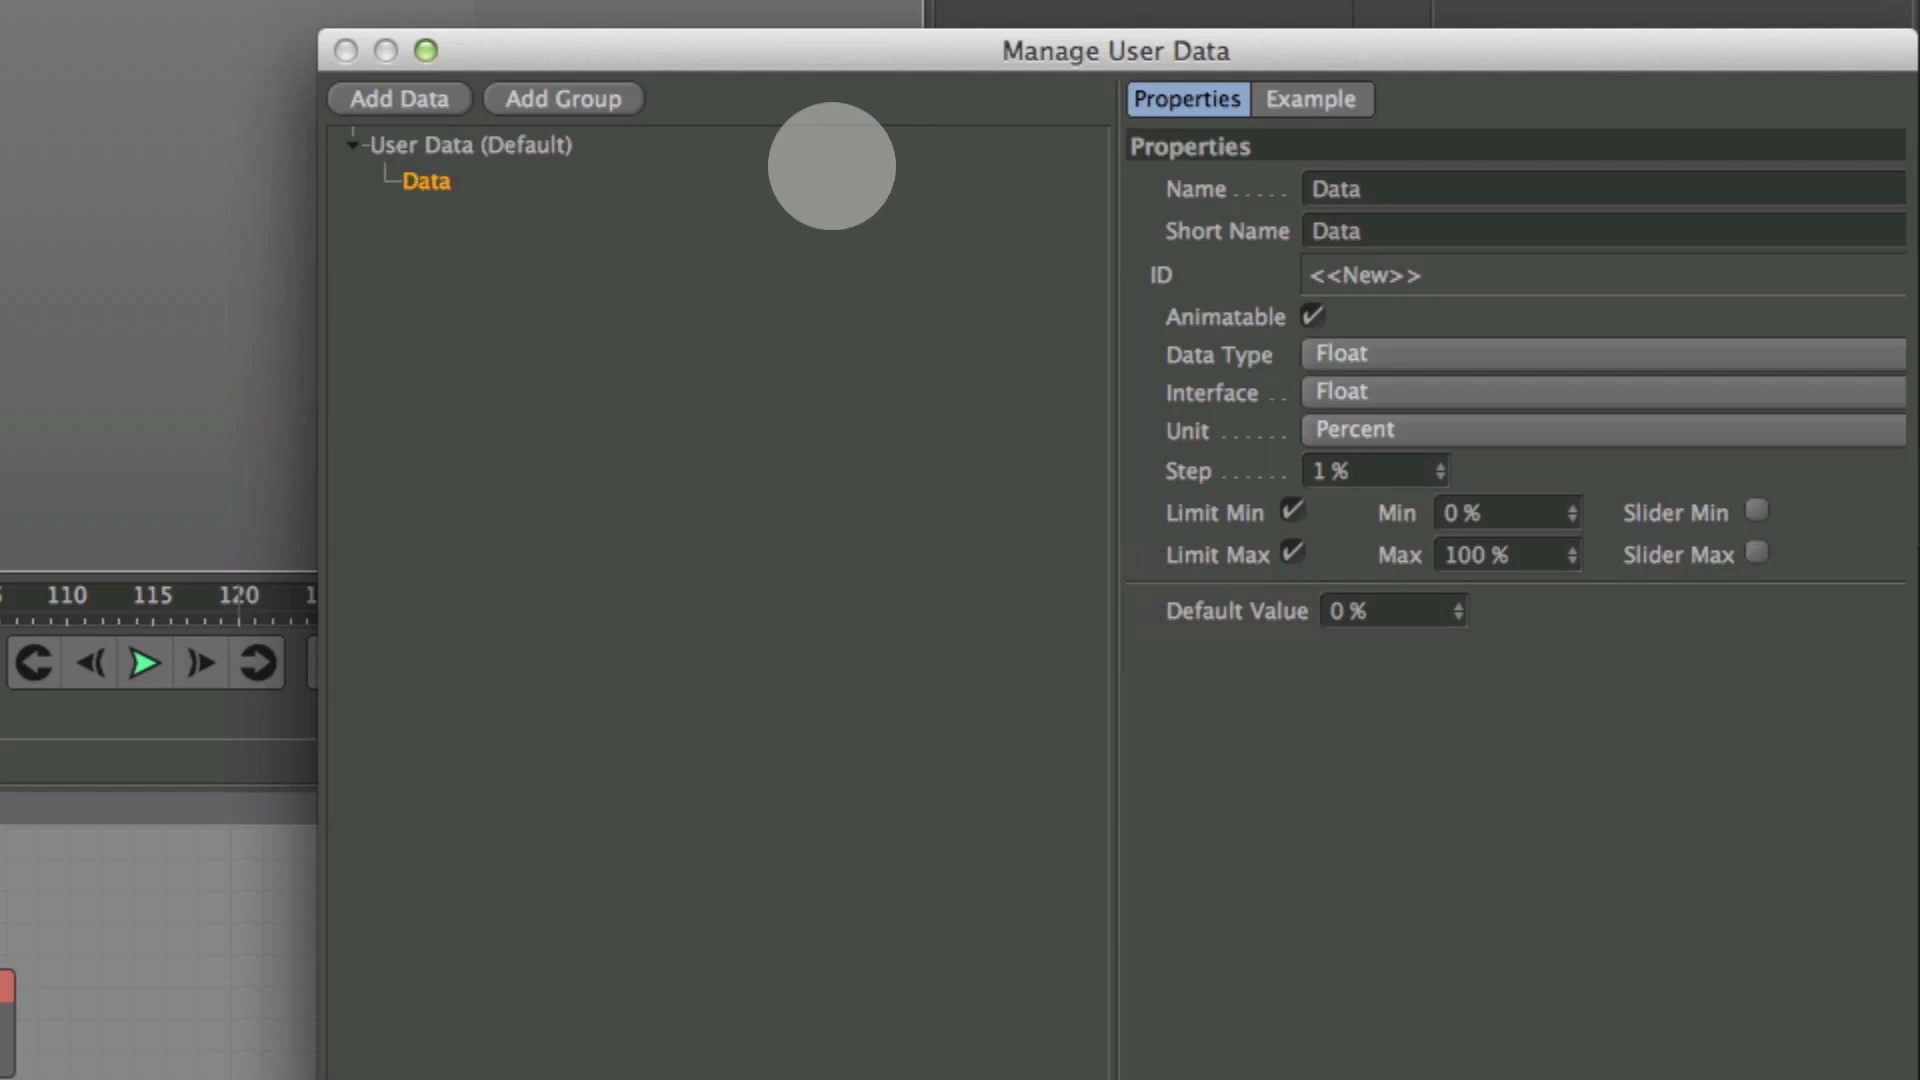 Manage User Data
Add Data Add Group
User Data (Default)
Data
Properties Example
Properties
Name ..... Data
Short Name Data
ID <<New>>
Animatable
Data Type Float
Interface .. Float
Unit ...... Percent
Step ...... 1 %
Limit Min Min 0 % Slider Min
Limit Max Max 100 % Slider Max
Default Value 0 %
110 115 120